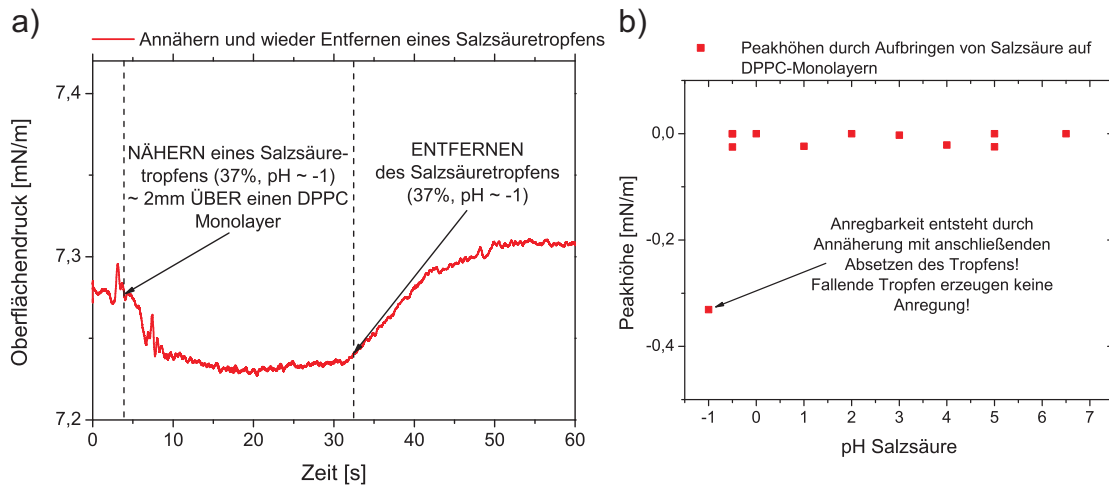 a)
Annähern und wieder Entfernen eines Salzsäuretropfens
7,4
7,3
7,2
Oberflächendruck [mN/m]
NÄHERN eines Salzsäure-
tropfens (37%, pH ~ -1)
~ 2mm ÜBER einen DPPC
Monolayer
ENTFERNEN
des Salzsäuretropfens
(37%, pH ~ -1)
0 10 20 30 40 50 60
Zeit [s]
b)
Peakhöhen durch Aufbringen von Salzsäure auf
DPPC-Monolayern
0,0
-0,2
-0,4
Peakhöhe [mN/m]
Anregbarkeit entsteht durch
Annäherung mit anschließenden
Absetzen des Tropfens!
Fallende Tropfen erzeugen keine
Anregung!
-1 0 1 2 3 4 5 6 7
pH Salzsäure